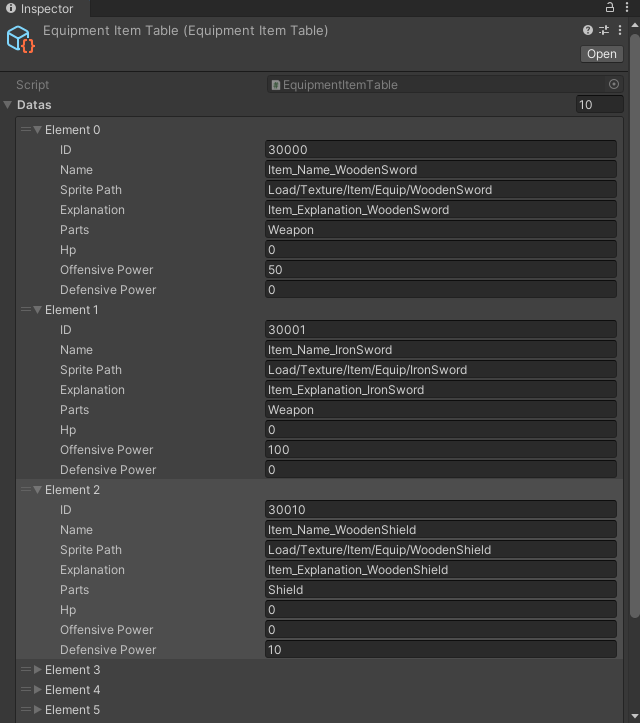 Inspector
Equipment Item Table (Equipment Item Table)
Open
Script EquipmentItemTable
Datas 10
Element 0
ID 30000
Name Item_Name_WoodenSword
Sprite Path Load/Texture/Item/Equip/WoodenSword
Explanation Item_Explanation_WoodenSword
Parts Weapon
Hp 0
Offensive Power 50
Defensive Power 0
Element 1
ID 30001
Name Item_Name_IronSword
Sprite Path Load/Texture/Item/Equip/IronSword
Explanation Item_Explanation_IronSword
Parts Weapon
Hp 0
Offensive Power 100
Defensive Power 0
Element 2
ID 30010
Name Item_Name_WoodenShield
Sprite Path Load/Texture/Item/Equip/WoodenShield
Explanation Item_Explanation_WoodenShield
Parts Shield
Hp 0
Offensive Power 0
Defensive Power 10
Element 3
Element 4
Element 5